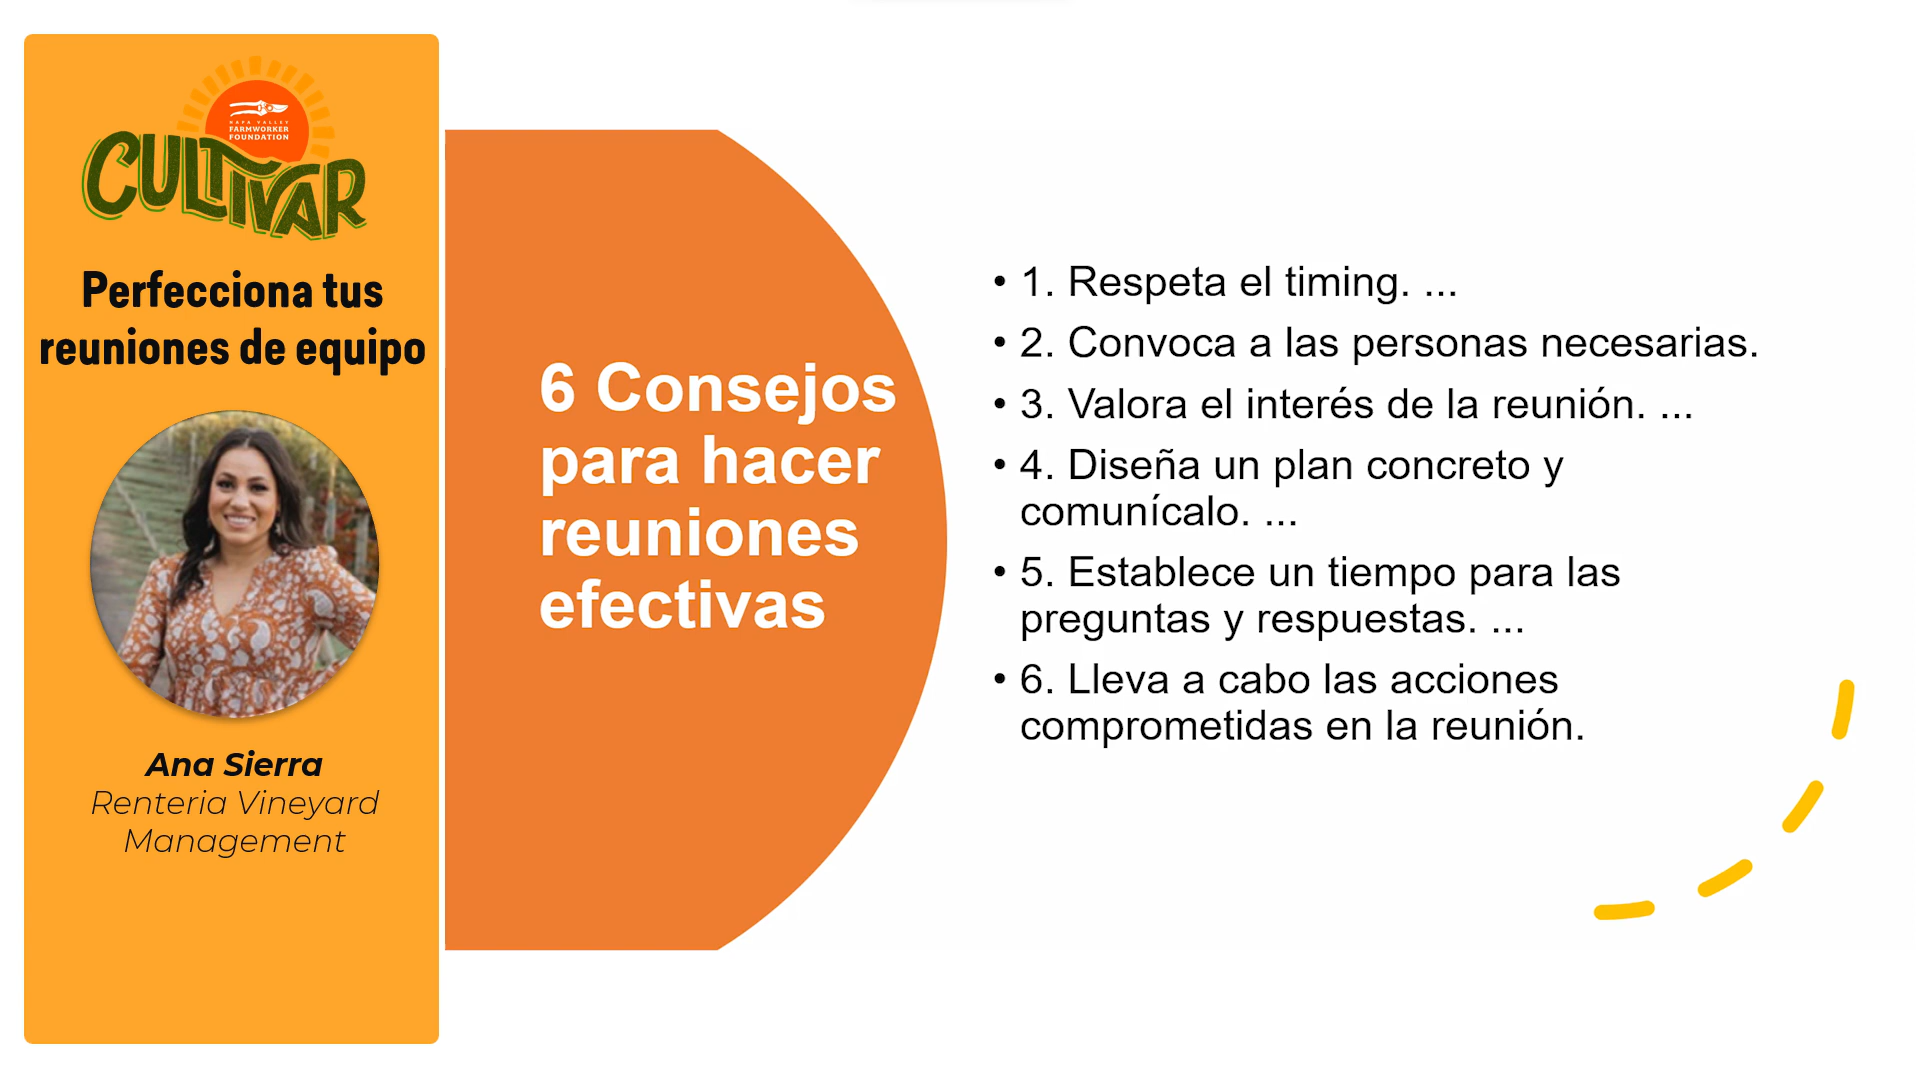 NAPA VALLEY
FARMWORKER
FOUNDATION
CULTIVAR
Perfecciona tus
reuniones de equipo
Ana Sierra
Renteria Vineyard
Management
6 Consejos
para hacer
reuniones
efectivas
• 1. Respeta el timing. ...
• 2. Convoca a las personas necesarias.
• 3. Valora el interés de la reunión. ...
• 4. Diseña un plan concreto y
comunícalo. ...
• 5. Establece un tiempo para las
preguntas y respuestas. ...
• 6. Lleva a cabo las acciones
comprometidas en la reunión.